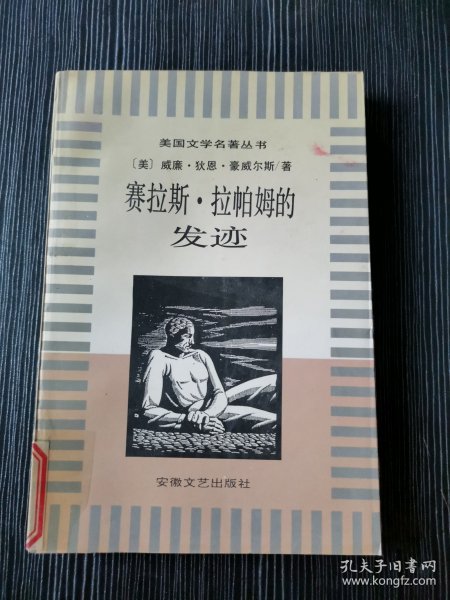 美国文学名著丛书
〔美〕威廉·狄恩·豪威尔斯/著
赛拉斯·拉帕姆的
发迹
安徽文艺出版社
孔夫子旧书网
www.kongfz.com